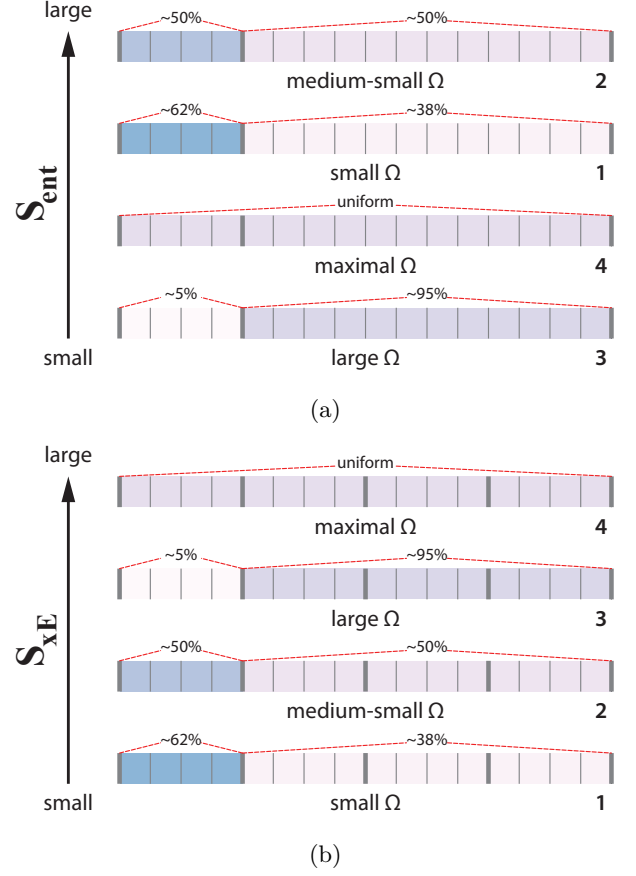 large
~50% ~50%
medium-small Ω 2
~62% ~38%
small Ω 1
S_ent
uniform
maximal Ω 4
~5% ~95%
small large Ω 3
(a)
large
uniform
maximal Ω 4
~5% ~95%
large Ω 3
S_xE
~50% ~50%
medium-small Ω 2
~62% ~38%
small small Ω 1
(b)